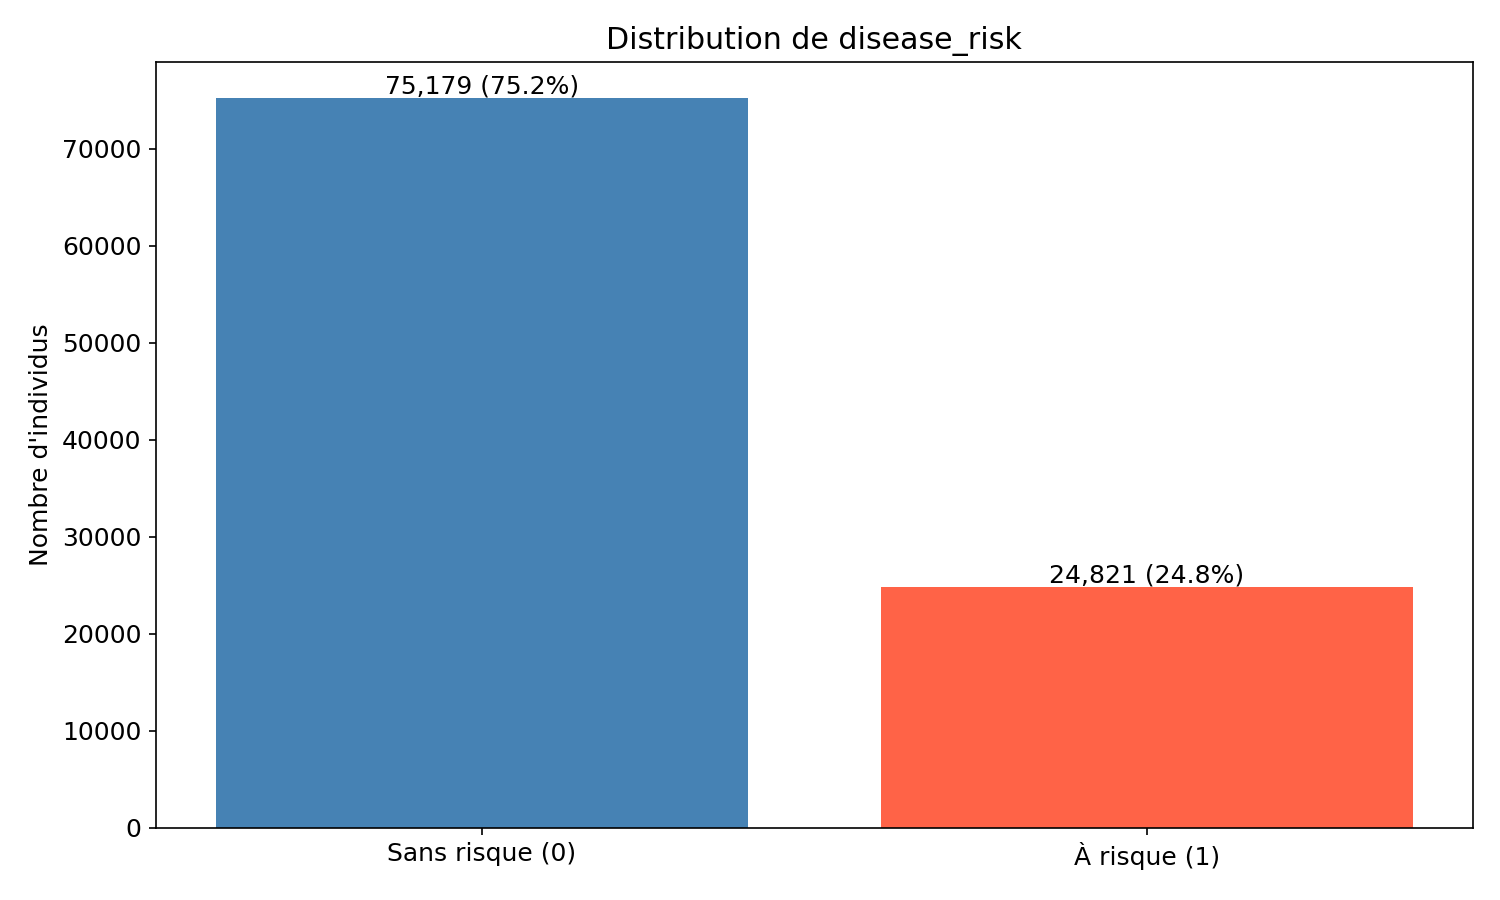 Distribution de disease_risk
75,179 (75.2%)
70000
60000
50000
40000
30000
20000
10000
0
Nombre d'individus
24,821 (24.8%)
Sans risque (0)
À risque (1)